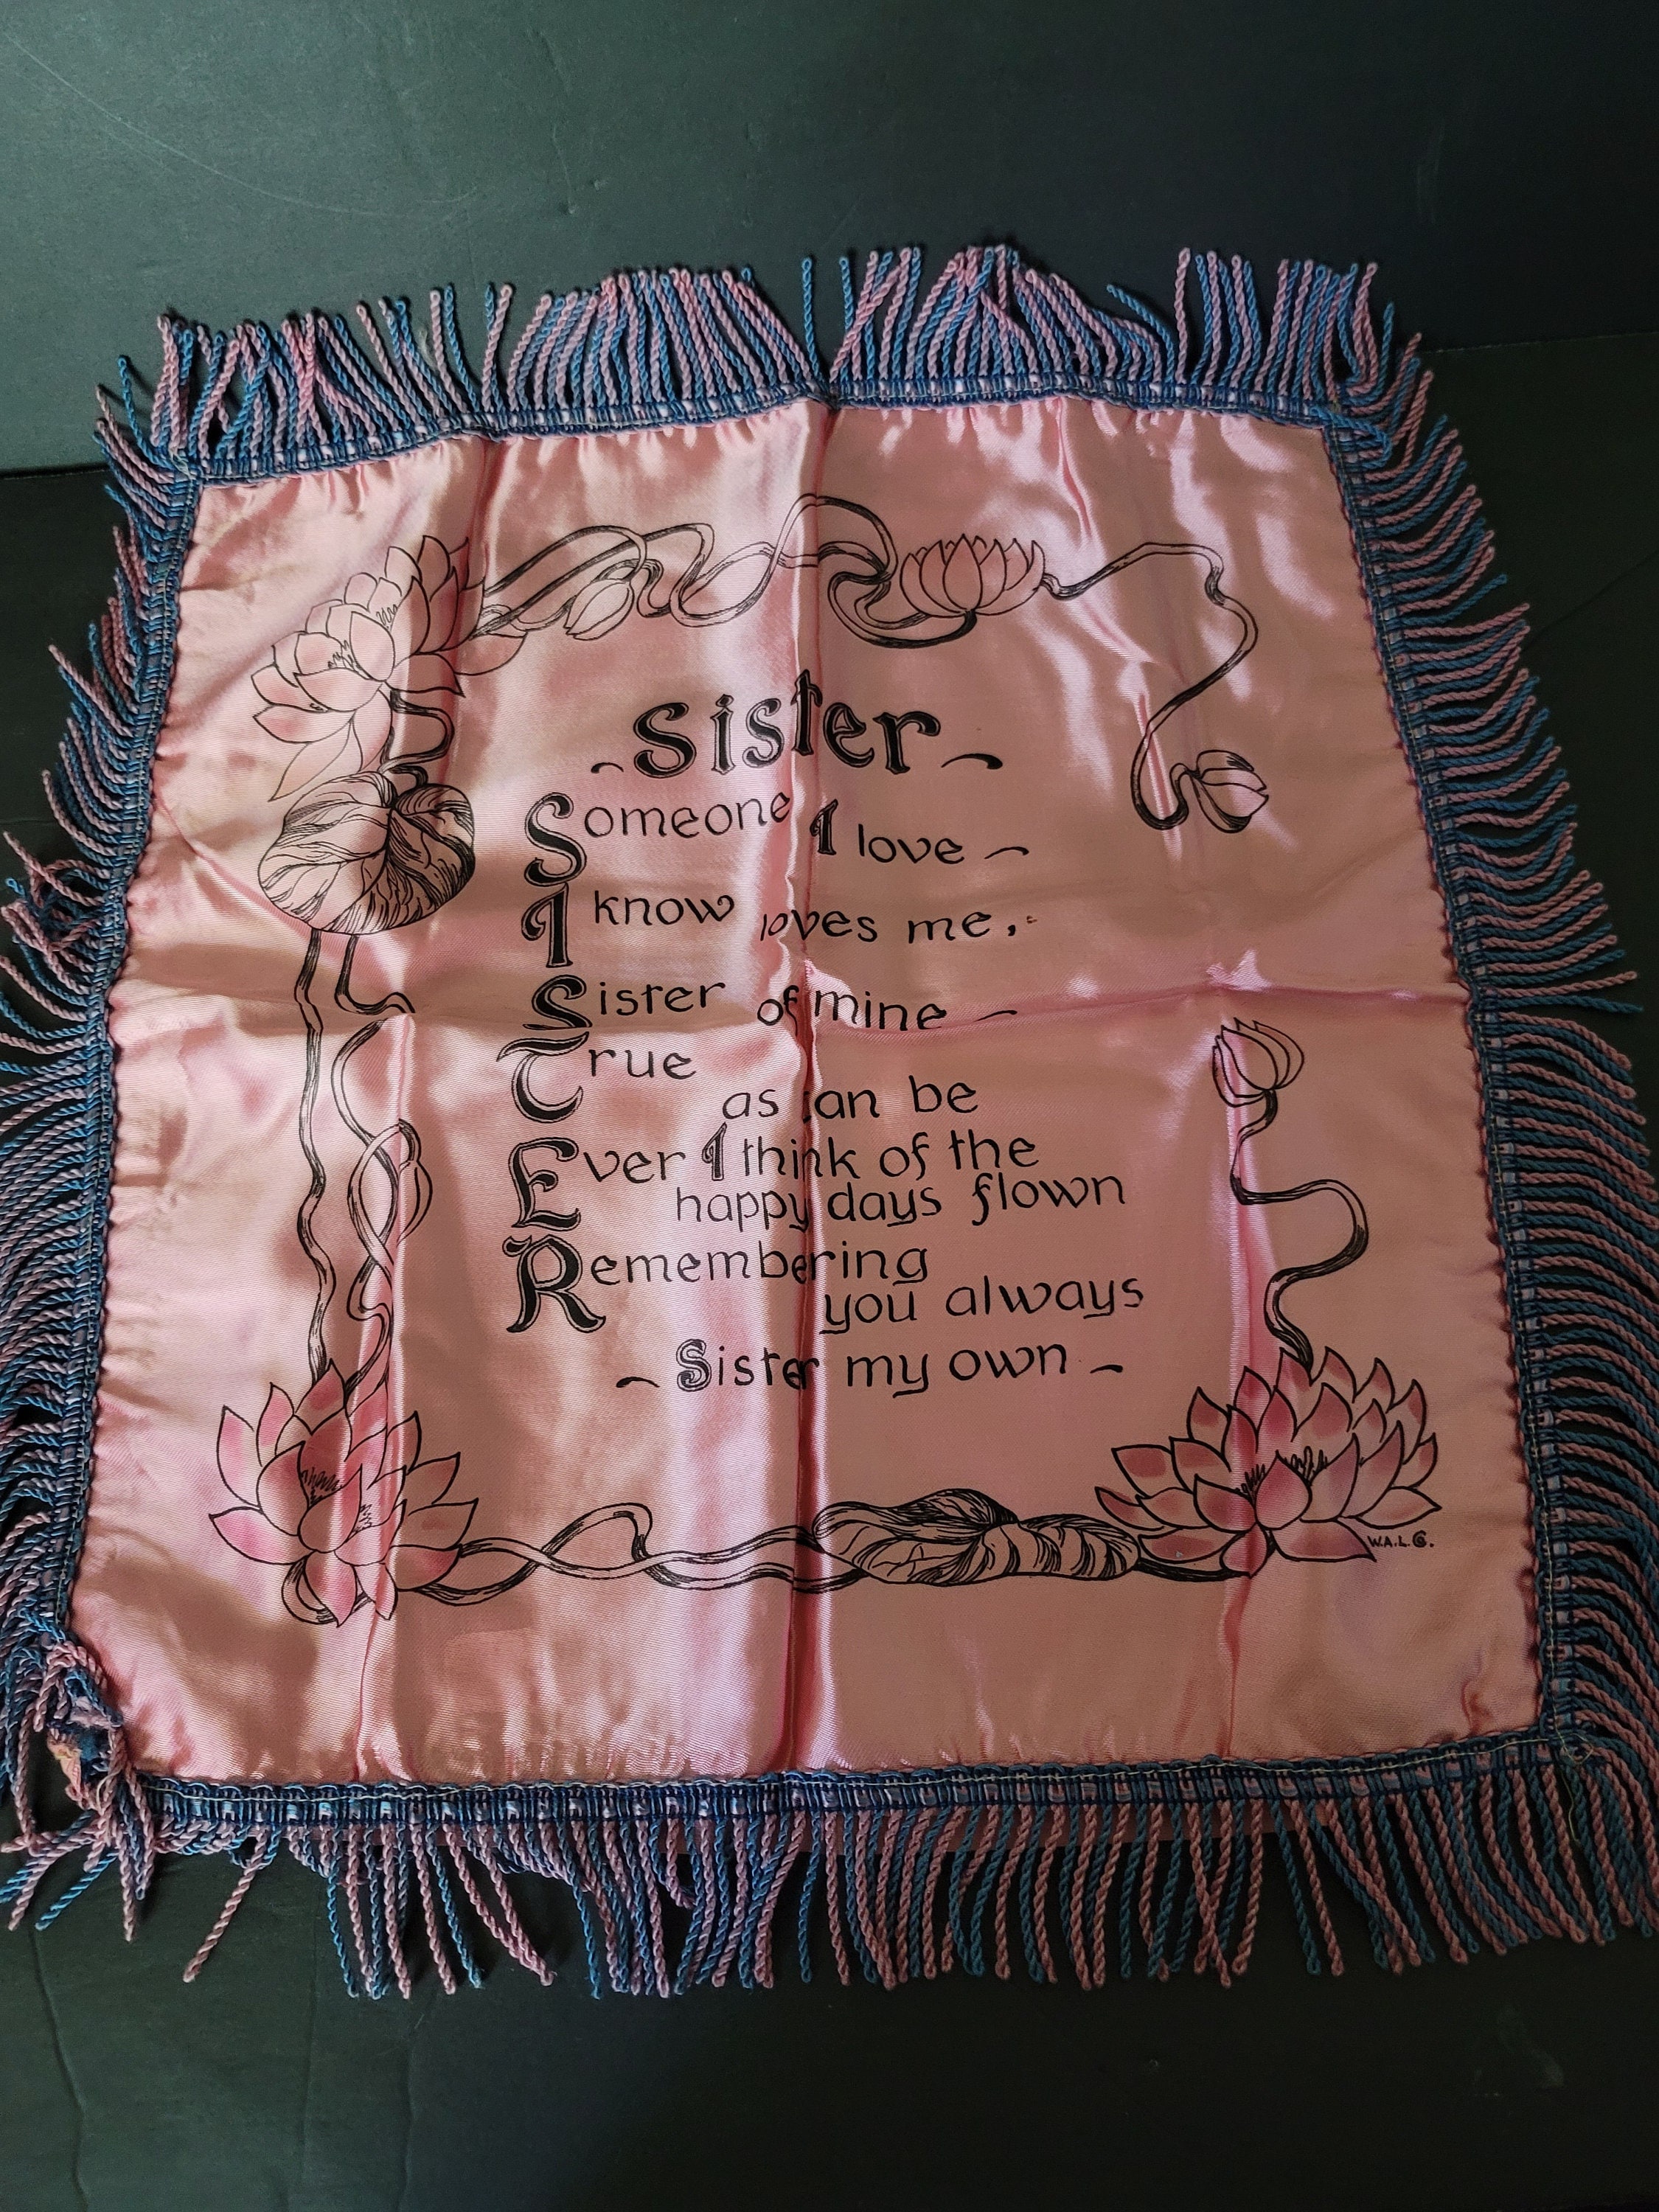 ~ sister ~
Someone I love ~
I know loves me,
Sister of mine ~
True
as can be
Ever I think of the
happy days flown
Remembering
you always
~ Sister my own ~
W.A.L.